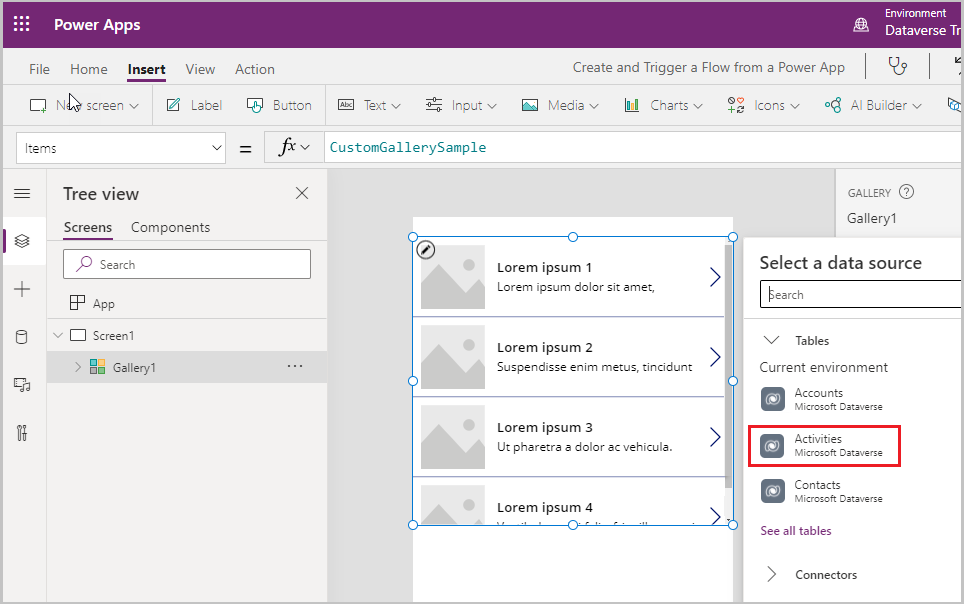 Power Apps
Environment
Dataverse Tr
File Home Insert View Action
Create and Trigger a Flow from a Power App
New screen Label Button Abc Text Input Media Charts Icons AI Builder
Items = fx CustomGallerySample
Tree view
Screens Components
Search
App
Screen1
Gallery1 ...
Lorem ipsum 1
Lorem ipsum dolor sit amet,
Lorem ipsum 2
Suspendisse enim metus, tincidunt
Lorem ipsum 3
Ut pharetra a dolor ac vehicula.
Lorem ipsum 4
GALLERY ?
Gallery1
Select a data source
Search
Tables
Current environment
Accounts
Microsoft Dataverse
Activities
Microsoft Dataverse
Contacts
Microsoft Dataverse
See all tables
Connectors